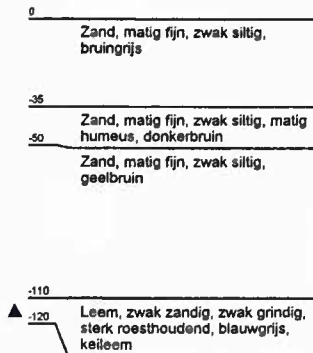 0
Zand, matig fijn, zwak siltig,
bruingrijs
-35
Zand, matig fijn, zwak siltig, matig
humeus, donkerbruin
-50
Zand, matig fijn, zwak siltig,
geelbruin
-110
Leem, zwak zandig, zwak grindig,
sterk roesthoudend, blauwgrijs,
keileem
-120